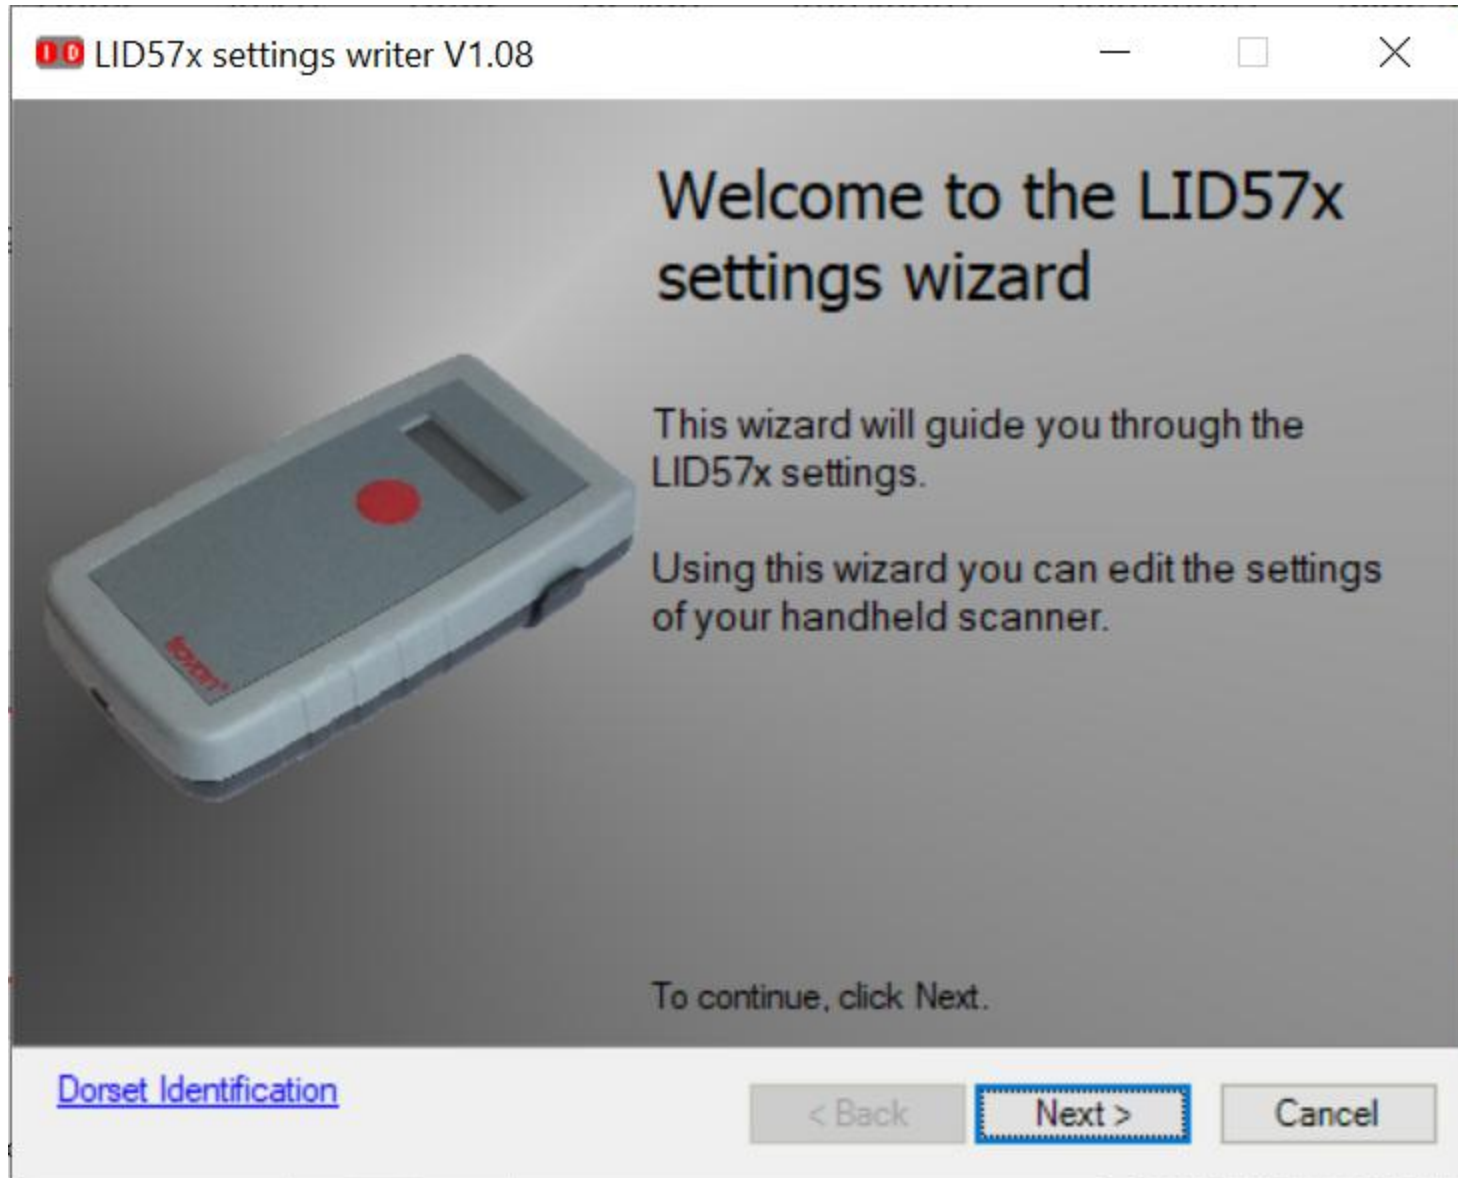 LID57x settings writer V1.08
Welcome to the LID57x
settings wizard
This wizard will guide you through the
LID57x settings.
Using this wizard you can edit the settings
of your handheld scanner.
trovan®
To continue, click Next.
Dorset Identification
< Back
Next >
Cancel